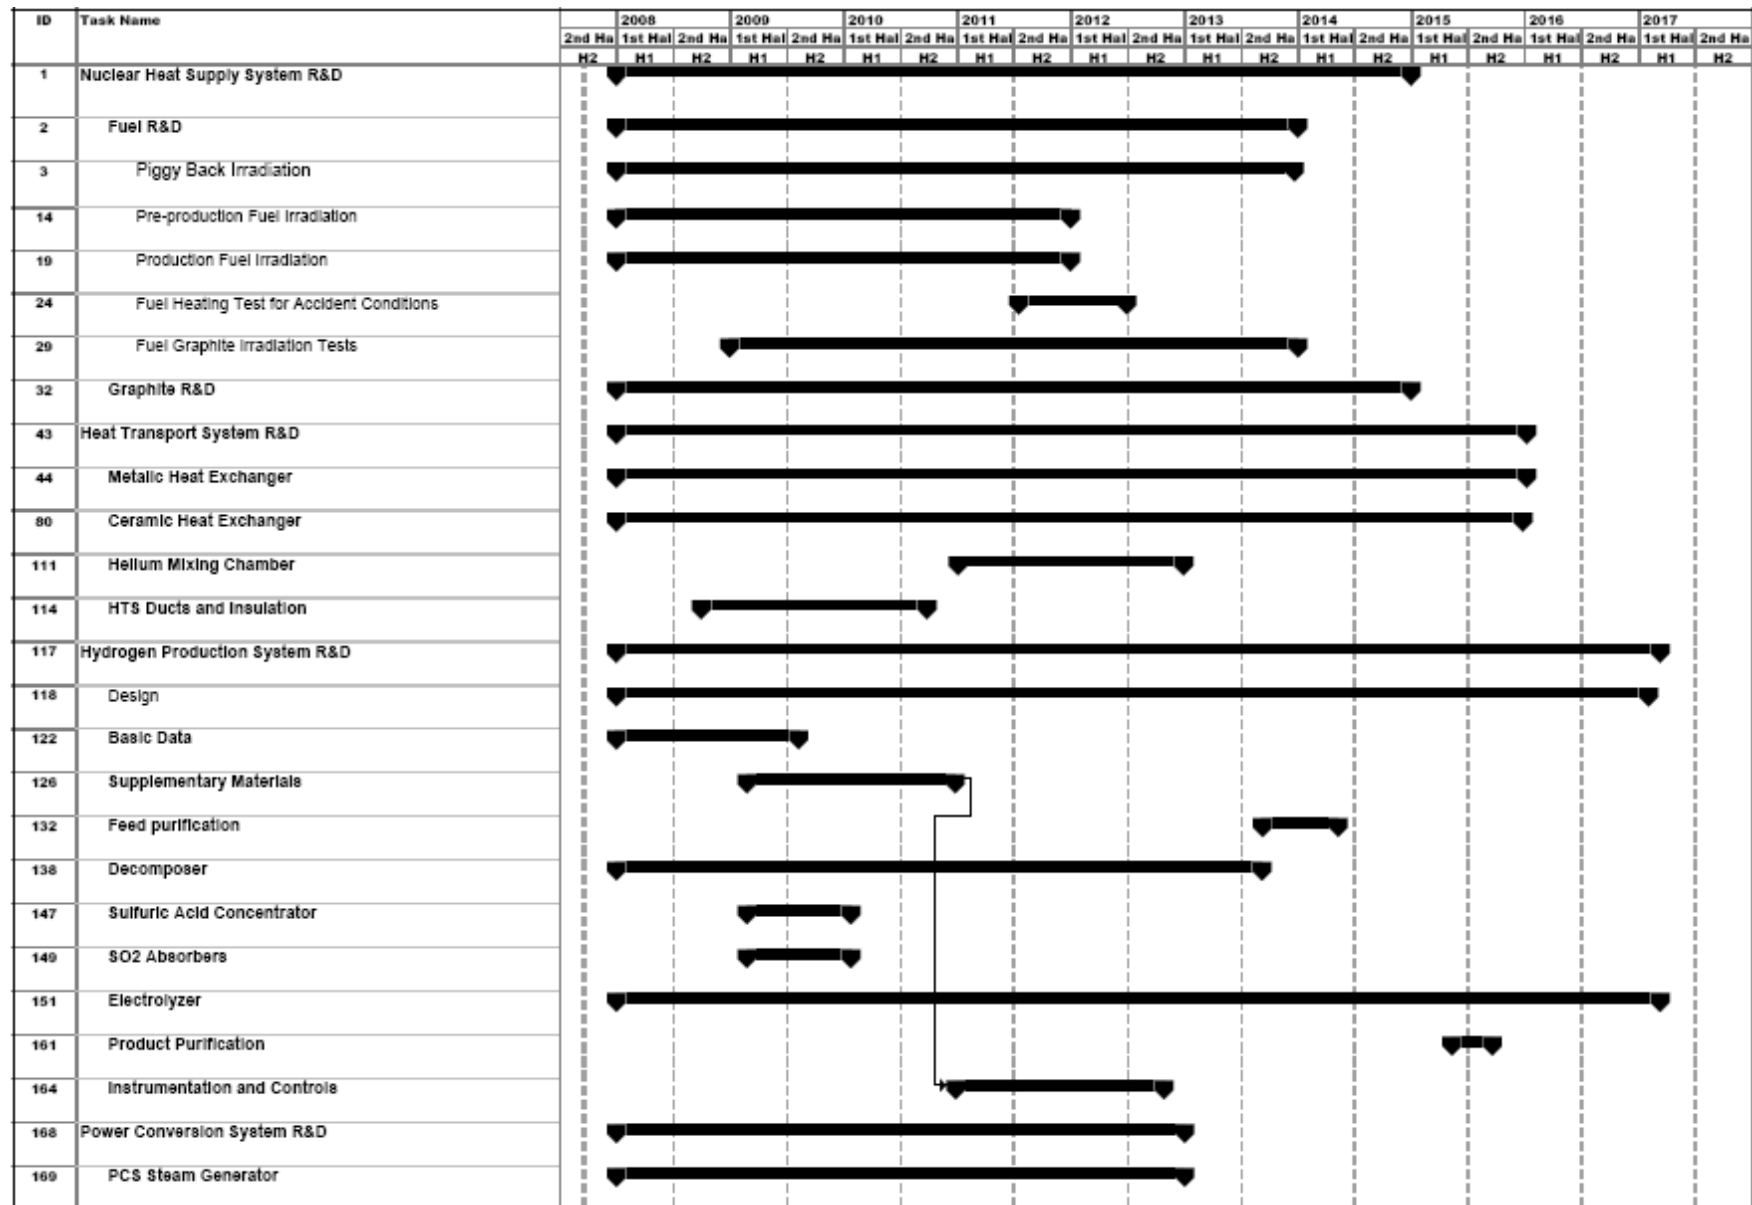 ID Task Name 2008 2009 2010 2011 2012 2013 2014 2015 2016 2017
2nd Ha 1st Hal 2nd Ha 1st Hal 2nd Ha 1st Hal 2nd Ha 1st Hal 2nd Ha 1st Hal 2nd Ha 1st Hal 2nd Ha 1st Hal 2nd Ha 1st Hal 2nd Ha 1st Hal 2nd Ha 1st Hal 2nd Ha
H2 H1 H2 H1 H2 H1 H2 H1 H2 H1 H2 H1 H2 H1 H2 H1 H2 H1 H2 H1 H2
1 Nuclear Heat Supply System R&D
2 Fuel R&D
3 Piggy Back Irradiation
14 Pre-production Fuel Irradiation
19 Production Fuel Irradiation
24 Fuel Heating Test for Accident Conditions
29 Fuel Graphite Irradiation Tests
32 Graphite R&D
43 Heat Transport System R&D
44 Metallc Heat Exchanger
80 Ceramic Heat Exchanger
111 Helium Mixing Chamber
114 HTS Ducts and Insulation
117 Hydrogen Production System R&D
118 Design
122 Basic Data
126 Supplementary Materials
132 Feed purification
138 Decomposer
147 Sulfuric Acid Concentrator
149 SO2 Absorbers
151 Electrolyzer
161 Product Purification
164 Instrumentation and Controls
168 Power Conversion System R&D
169 PCS Steam Generator